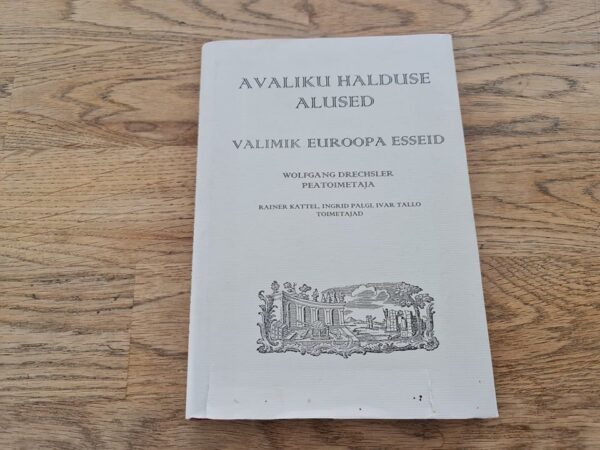 AVALIKU HALDUSE
ALUSED
VALIMIK EUROOPA ESSEID
WOLFGANG DRECHSLER
PEATOIMETAJA
RAINER KATTEL, INGRID PALGI, IVAR TALLO
TOIMETAJAD